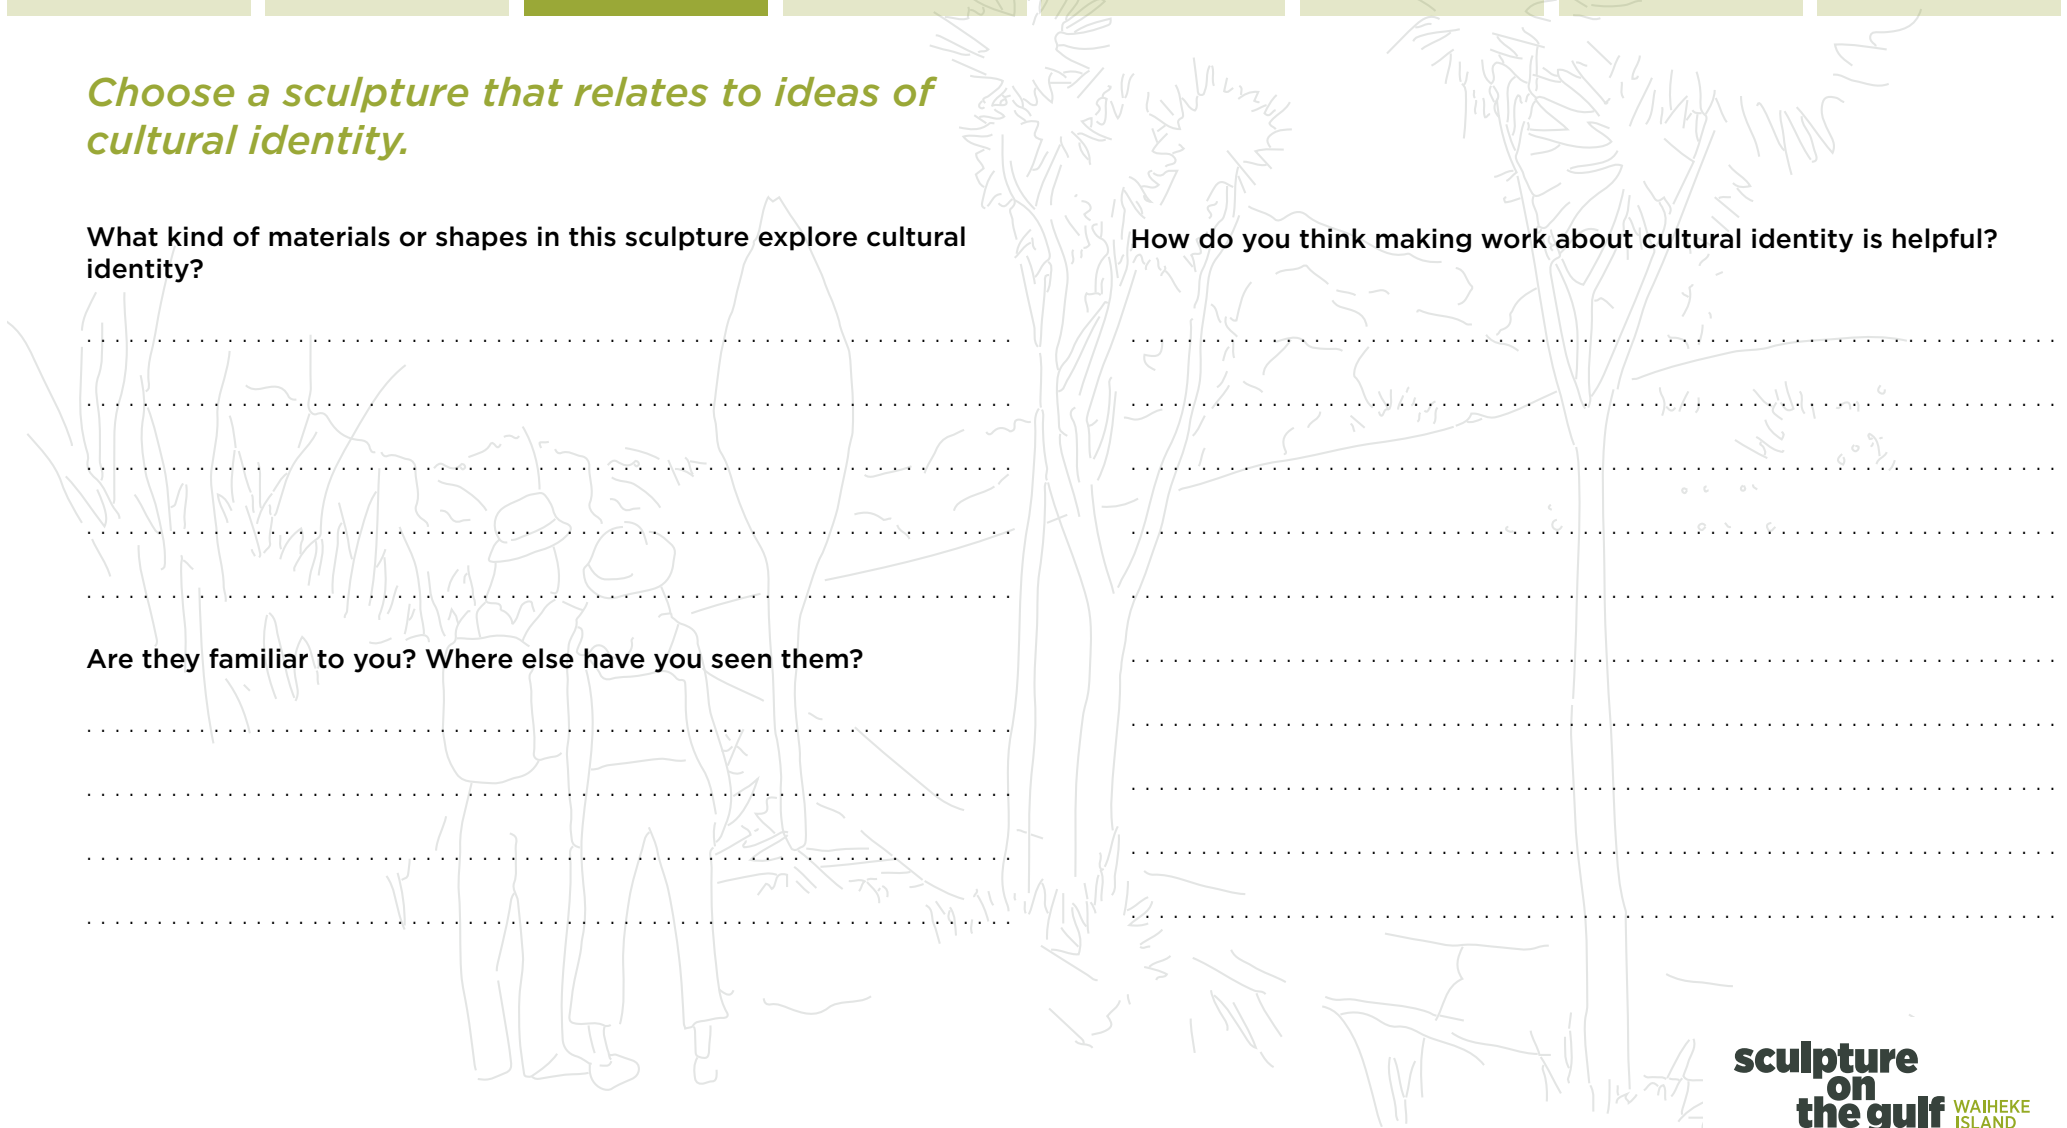 Choose a sculpture that relates to ideas of
cultural identity.
What kind of materials or shapes in this sculpture explore cultural
identity?
Are they familiar to you? Where else have you seen them?
How do you think making work about cultural identity is helpful?
sculpture
on
the gulf
WAIHEKE
ISLAND